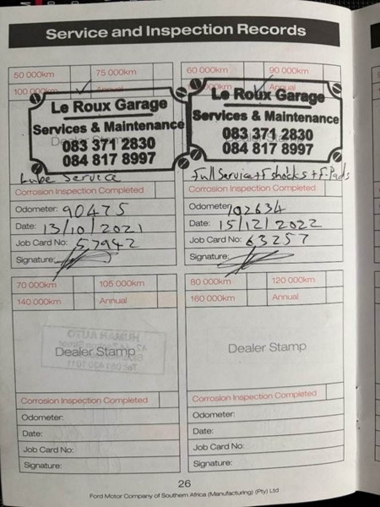 Service and Inspection Records
50 000km 75 000km
100 000km
Le Roux Garage
Services & Maintenance
083 371 2830
084 817 8997
Lube Service
Corrosion Inspection Completed
Odometer: 90475
Date: 13/10/2021
Job Card No: 57942
Signature:
60 000km 90 000km
Annual
Le Roux Garage
Services & Maintenance
083 371 2830
084 817 8997
Full Service + F shocks + F-Pads
Corrosion Inspection Completed
Odometer: 102634
Date: 15/12/2022
Job Card No: 63257
Signature:
70 000km 105 000km
140 000km Annual
Dealer Stamp
Corrosion Inspection Completed
Odometer:
Date:
Job Card No:
Signature:
80 000km 120 000km
160 000km Annual
Dealer Stamp
Corrosion Inspection Completed
Odometer:
Date:
Job Card No:
Signature:
26
Ford Motor Company of Southern Africa (Manufacturing) (Pty) Ltd